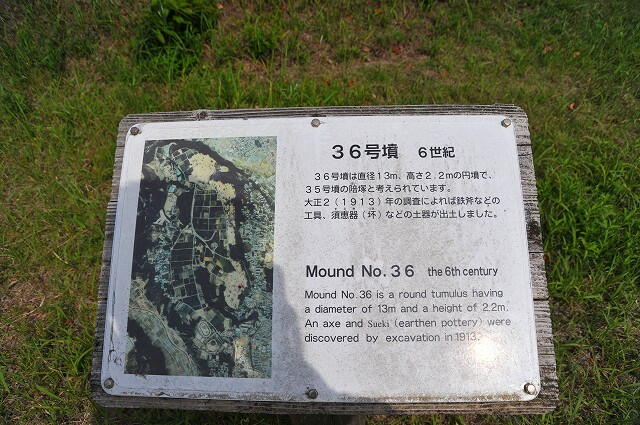 36号墳 6世紀
36号墳は直径13m、高さ2.2mの円墳で、
35号墳の陪塚と考えられています。
大正2(1913)年の調査によれば鉄斧などの
工具、須恵器(坏)などの土器が出土しました。
Mound No.36 the 6th century
Mound No.36 is a round tumulus having
a diameter of 13m and a height of 2.2m.
An axe and Sueki (earthen pottery) were
discovered by excavation in 1913.